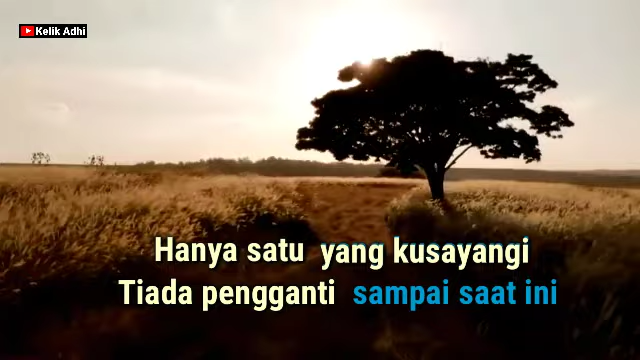 Kelik Adhi
Hanya satu yang kusayangi
Tiada pengganti sampai saat ini